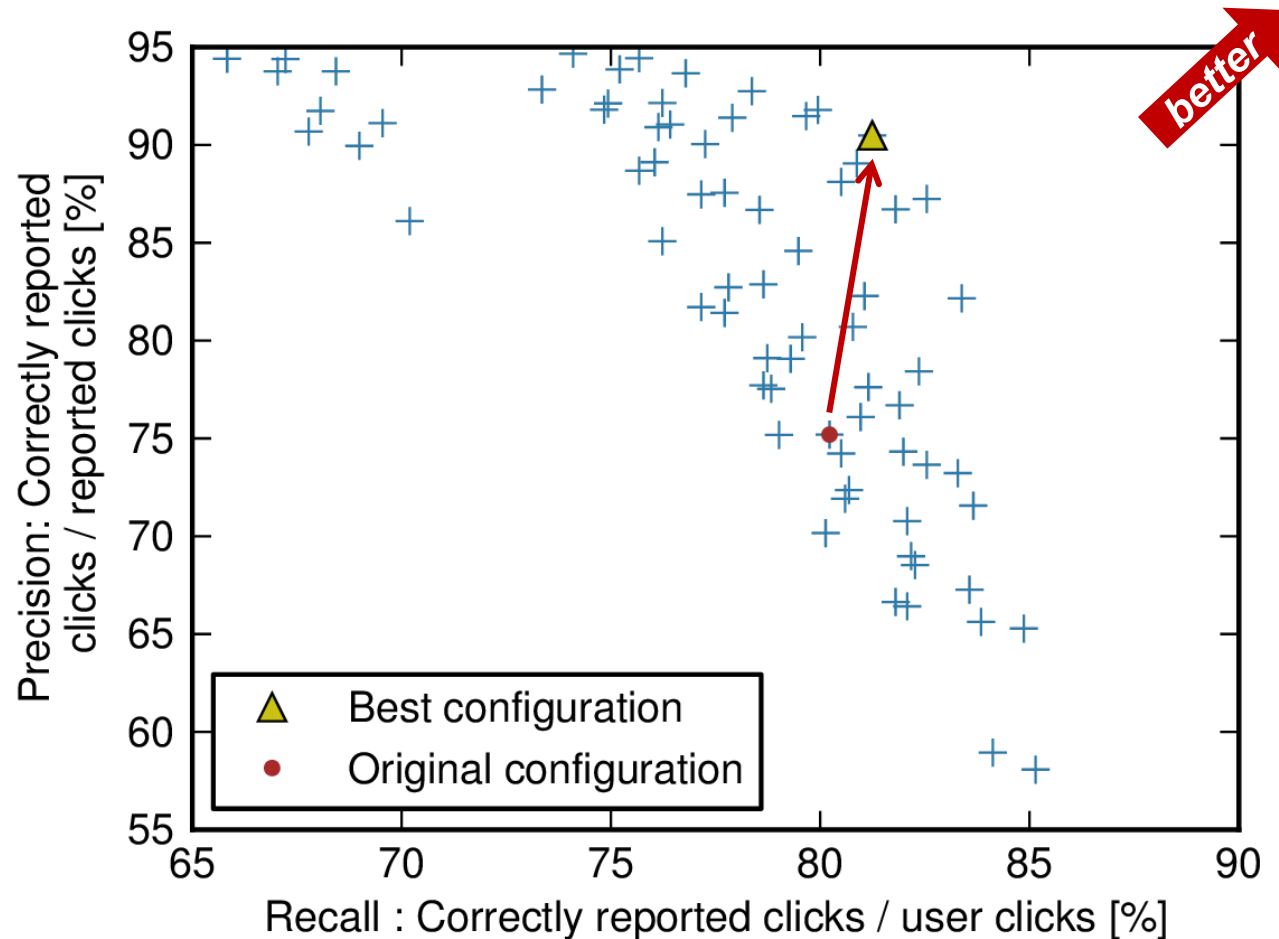 better
95
90
85
80
75
70
65
60
55
Precision: Correctly reported
clicks / reported clicks [%]
Best configuration
Original configuration
65 70 75 80 85 90
Recall : Correctly reported clicks / user clicks [%]